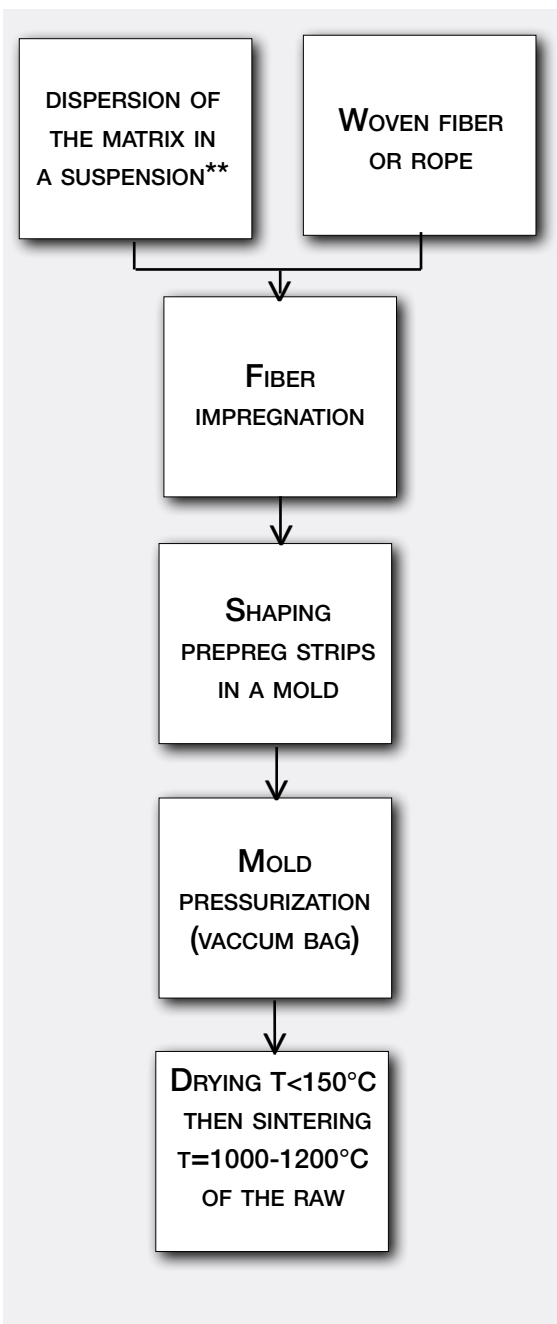 DISPERSION OF
THE MATRIX IN
A SUSPENSION**
WOVEN FIBER
OR ROPE
FIBER
IMPREGNATION
SHAPING
PREPREG STRIPS
IN A MOLD
MOLD
PRESSURIZATION
(VACCUM BAG)
DRYING T<150°C
THEN SINTERING
T=1000-1200°C
OF THE RAW